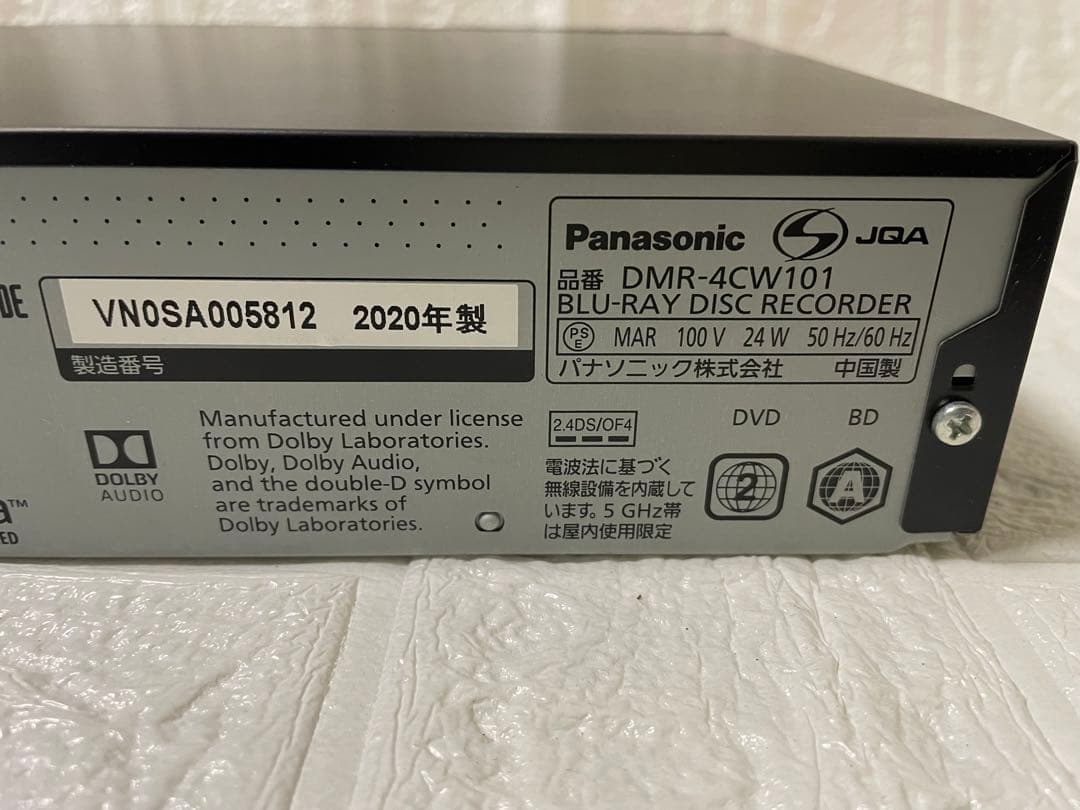 DE
VN0SA005812 2020年製
製造番号
Panasonic JQA
品番 DMR-4CW101
BLU-RAY DISC RECORDER
PSE MAR 100 V 24 W 50 Hz/60 Hz
パナソニック株式会社 中国製
DOLBY
AUDIO
Manufactured under license
from Dolby Laboratories.
Dolby, Dolby Audio,
and the double-D symbol
are trademarks of
Dolby Laboratories.
a™
ED
2.4DS/OF4
電波法に基づく
無線設備を内蔵して
います。5 GHz帯
は屋内使用限定
DVD BD
2 A